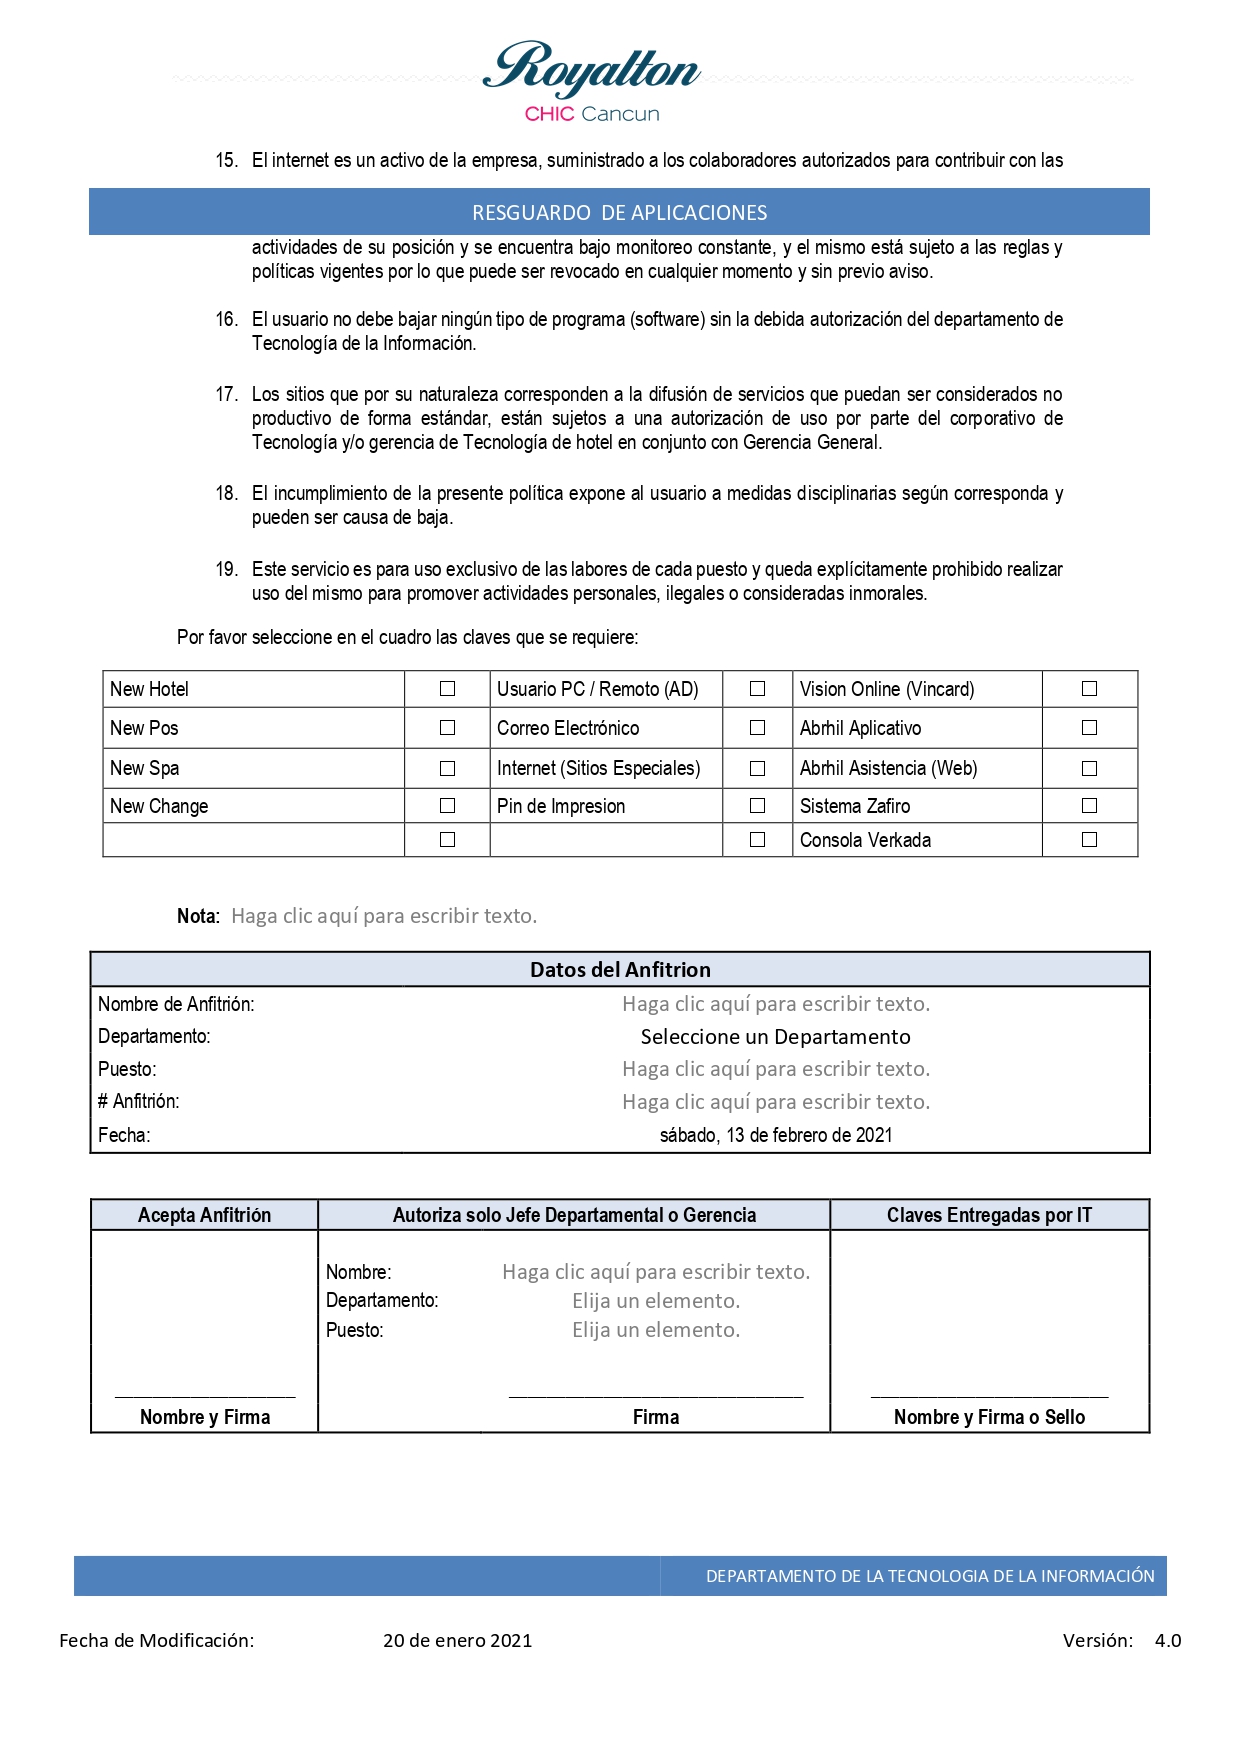 Royalton
CHIC Cancun
15. El internet es un activo de la empresa, suministrado a los colaboradores autorizados para contribuir con las
RESGUARDO DE APLICACIONES
actividades de su posición y se encuentra bajo monitoreo constante, y el mismo está sujeto a las reglas y
políticas vigentes por lo que puede ser revocado en cualquier momento y sin previo aviso.
16. El usuario no debe bajar ningún tipo de programa (software) sin la debida autorización del departamento de
Tecnología de la Información.
17. Los sitios que por su naturaleza corresponden a la difusión de servicios que puedan ser considerados no
productivo de forma estándar, están sujetos a una autorización de uso por parte del corporativo de
Tecnología y/o gerencia de Tecnología de hotel en conjunto con Gerencia General.
18. El incumplimiento de la presente política expone al usuario a medidas disciplinarias según corresponda y
pueden ser causa de baja.
19. Este servicio es para uso exclusivo de las labores de cada puesto y queda explícitamente prohibido realizar
uso del mismo para promover actividades personales, ilegales o consideradas inmorales.
Por favor seleccione en el cuadro las claves que se requiere:
New Hotel ☐ Usuario PC / Remoto (AD) ☐ Vision Online (Vincard) ☐
New Pos ☐ Correo Electrónico ☐ Abrhil Aplicativo ☐
New Spa ☐ Internet (Sitios Especiales) ☐ Abrhil Asistencia (Web) ☐
New Change ☐ Pin de Impresion ☐ Sistema Zafiro ☐
☐ ☐ Consola Verkada ☐
Nota: Haga clic aquí para escribir texto.
Datos del Anfitrion
Nombre de Anfitrión: Haga clic aquí para escribir texto.
Departamento: Seleccione un Departamento
Puesto: Haga clic aquí para escribir texto.
# Anfitrión: Haga clic aquí para escribir texto.
Fecha: sábado, 13 de febrero de 2021
Acepta Anfitrión Autoriza solo Jefe Departamental o Gerencia Claves Entregadas por IT
Nombre: Haga clic aquí para escribir texto.
Departamento: Elija un elemento.
Puesto: Elija un elemento.
Nombre y Firma Firma Nombre y Firma o Sello
DEPARTAMENTO DE LA TECNOLOGIA DE LA INFORMACIÓN
Fecha de Modificación: 20 de enero 2021 Versión: 4.0